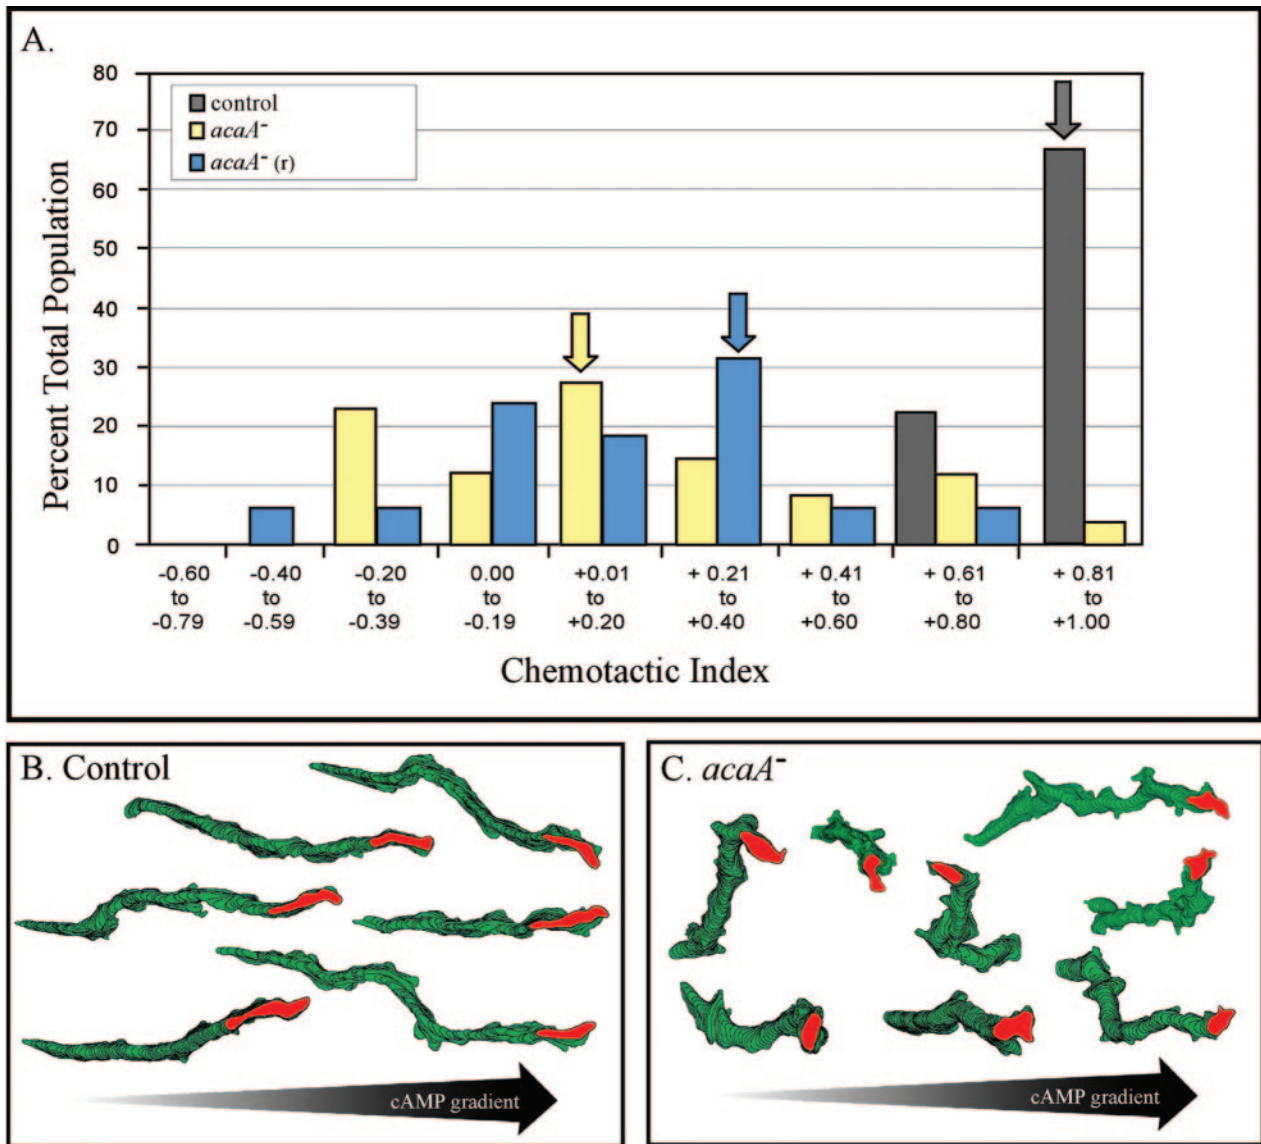 A.
80
70
60
50
40
30
20
10
0
Percent Total Population
control
acaA⁻
acaA⁻ (r)
-0.60 -0.40 -0.20 0.00 +0.01 + 0.21 + 0.41 + 0.61 + 0.81
to to to to to to to to to
-0.79 -0.59 -0.39 -0.19 +0.20 +0.40 +0.60 +0.80 +1.00
Chemotactic Index
B. Control
cAMP gradient
C. acaA⁻
cAMP gradient